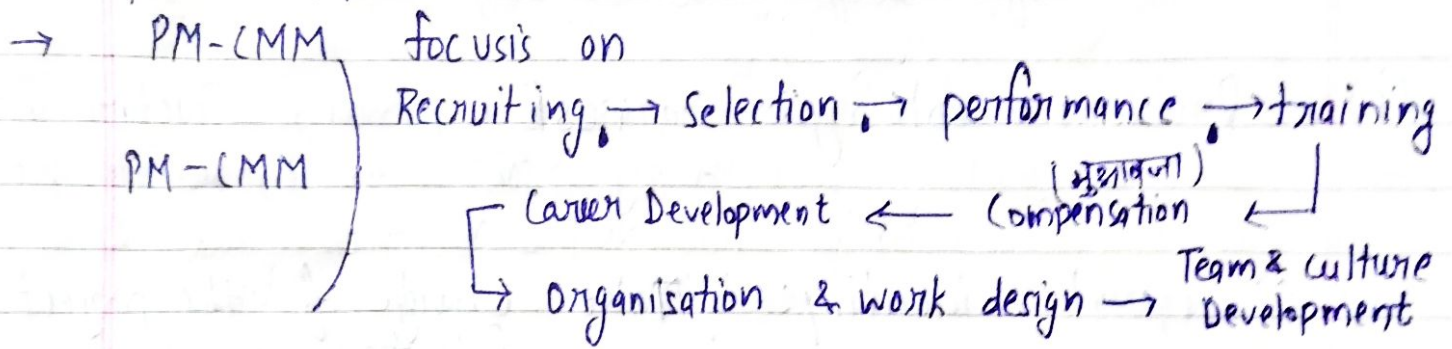 → PM-CMM focusis on
Recruiting. → Selection. → performance. → training
PM-CMM
(मुआवजा)
Career Development ← Compensation ←
→ Organisation & work design → Team & culture Development